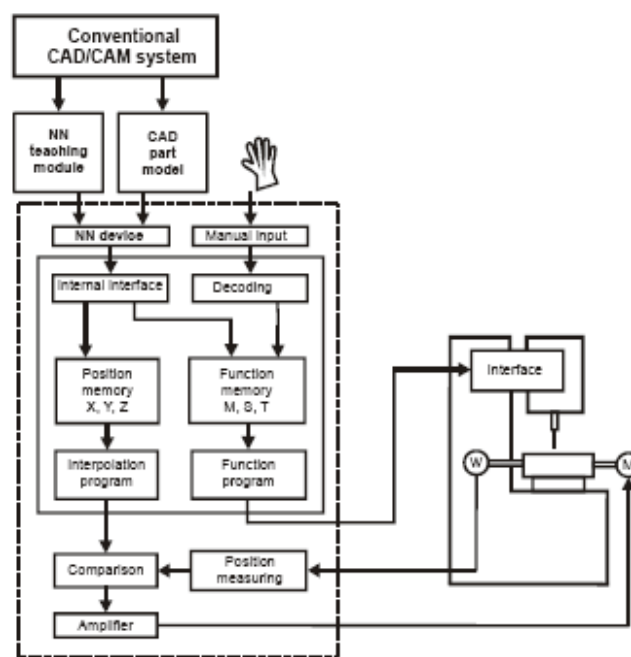 Conventional
CAD/CAM system
NN
teaching
module
CAD
part
model
NN device
Manual input
Internal interface
Decoding
Position
memory
X, Y, Z
Function
memory
M, S, T
Interface
Interpolation
program
Function
program
W
M
Comparison
Position
measuring
Amplifier